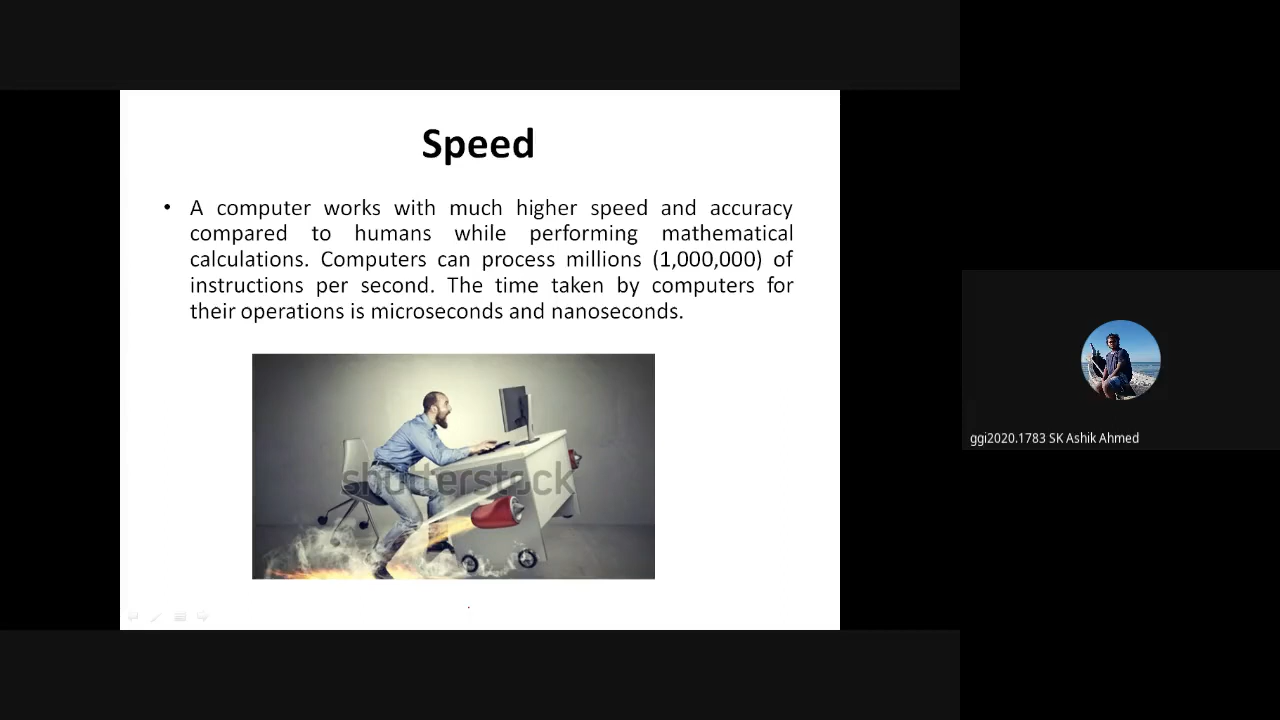 Speed
• A computer works with much higher speed and accuracy
compared to humans while performing mathematical
calculations. Computers can process millions (1,000,000) of
instructions per second. The time taken by computers for
their operations is microseconds and nanoseconds.
shutterstock
ggi2020.1783 SK Ashik Ahmed